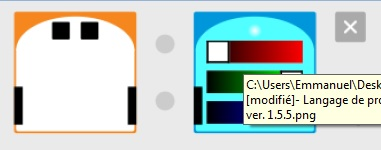 C:\Users\Emmanuel\Desk
[modifié]- Langage de pro
ver. 1.5.5.png